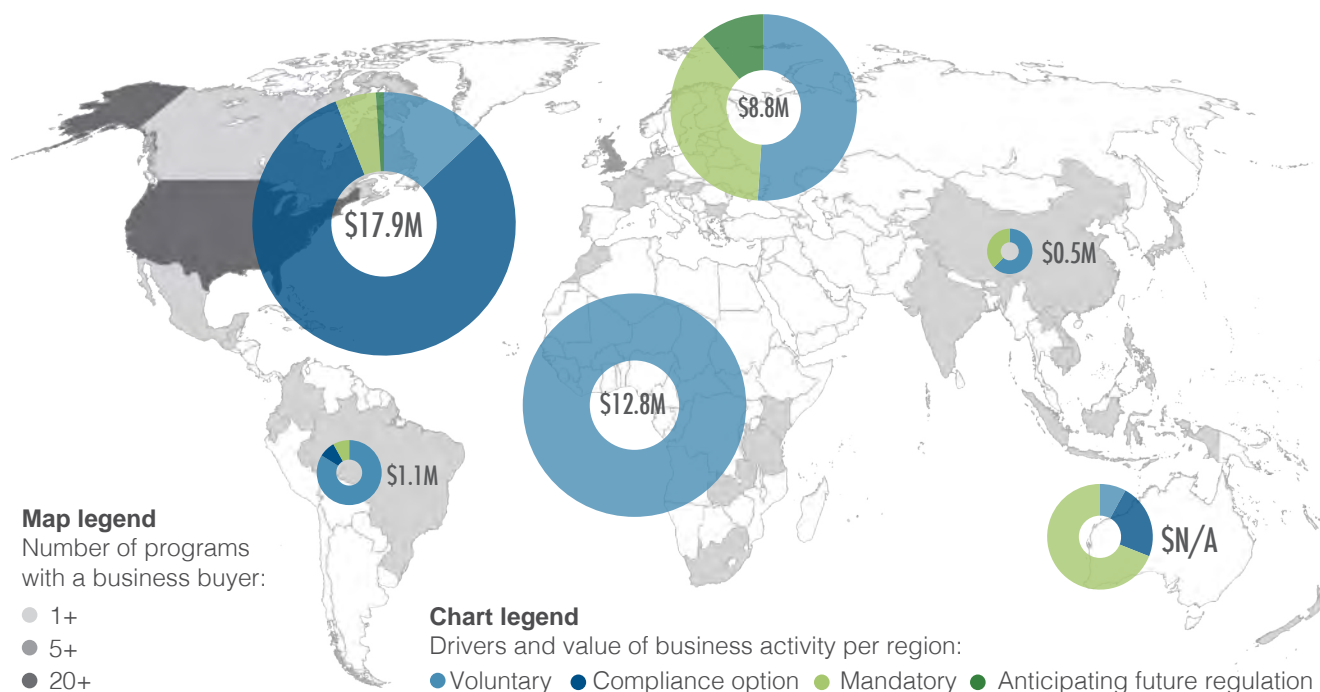 $8.8M
$17.9M
$0.5M
$12.8M
$1.1M
$N/A
Map legend
Number of programs
with a business buyer:
1+
5+
20+
Chart legend
Drivers and value of business activity per region:
Voluntary Compliance option Mandatory Anticipating future regulation